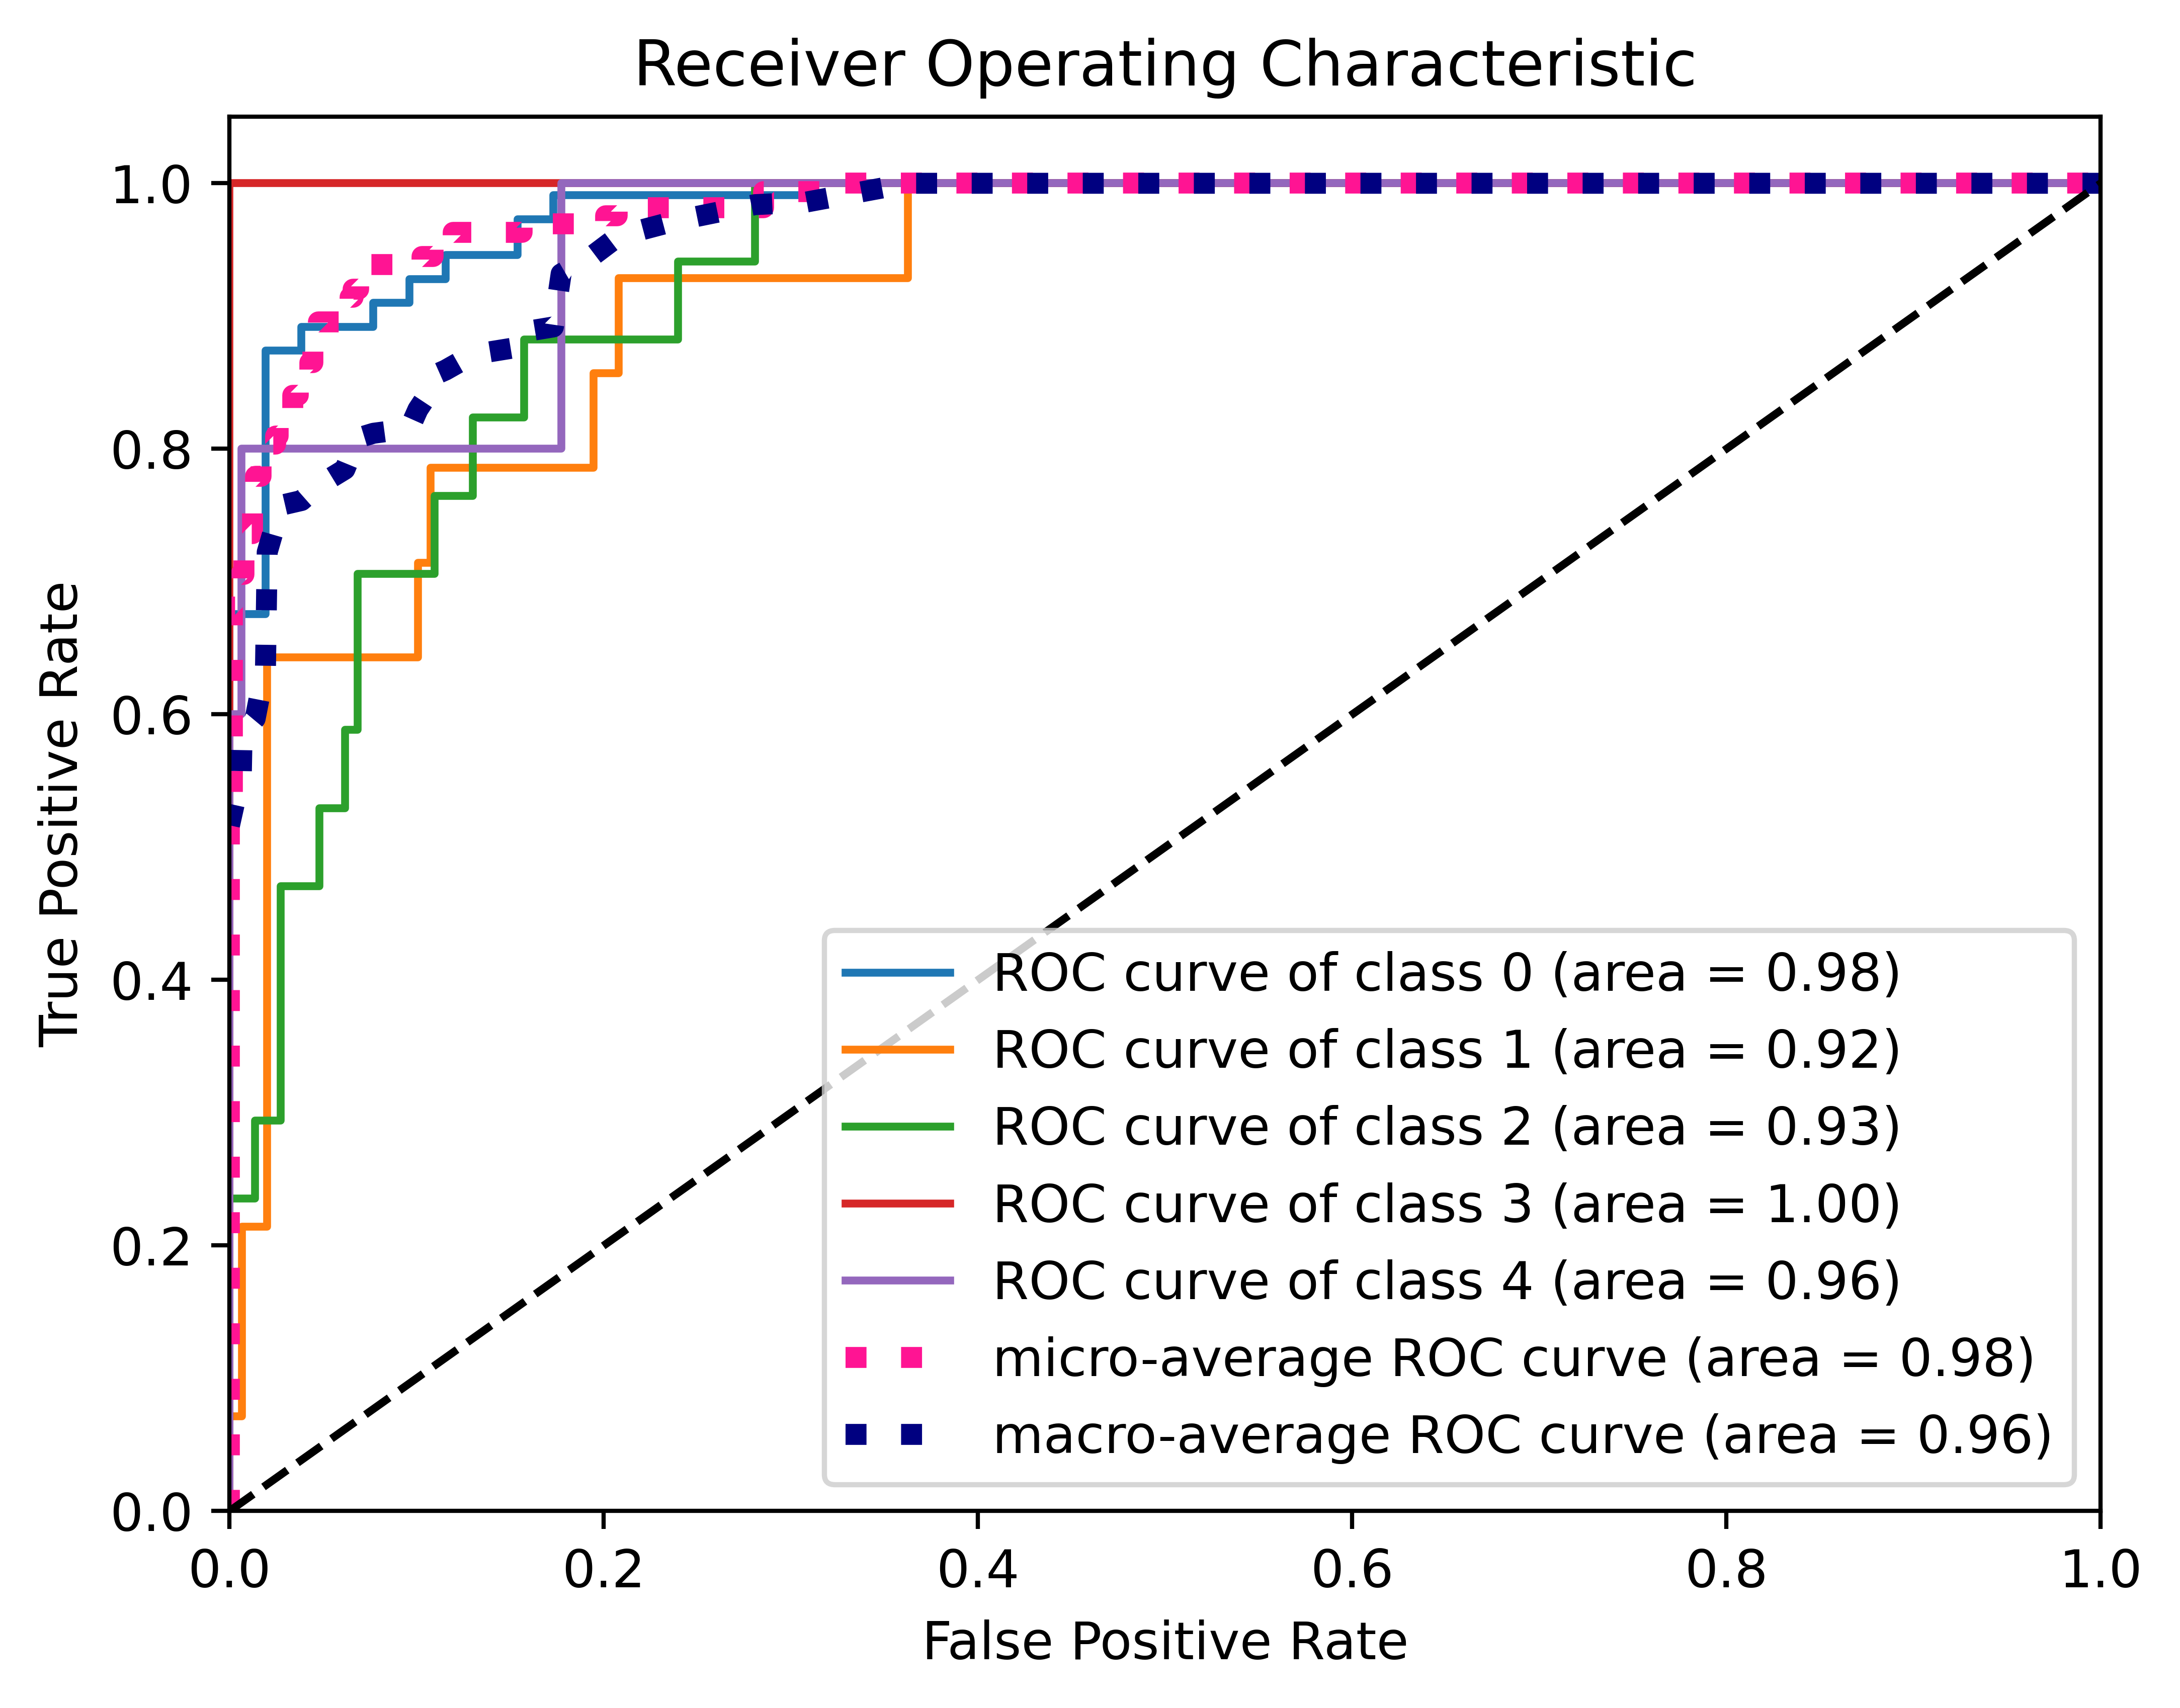 Receiver Operating Characteristic
1.0
0.8
0.6
0.4
0.2
0.0
True Positive Rate
ROC curve of class 0 (area = 0.98)
ROC curve of class 1 (area = 0.92)
ROC curve of class 2 (area = 0.93)
ROC curve of class 3 (area = 1.00)
ROC curve of class 4 (area = 0.96)
micro-average ROC curve (area = 0.98)
macro-average ROC curve (area = 0.96)
0.0 0.2 0.4 0.6 0.8 1.0
False Positive Rate